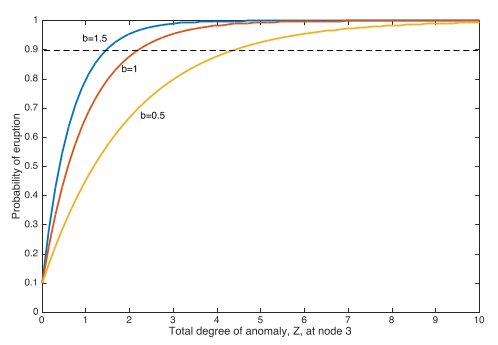 1
0.9
0.8
0.7
0.6
0.5
0.4
0.3
0.2
0.1
0
Probability of eruption
b=1.5
b=1
b=0.5
0 1 2 3 4 5 6 7 8 9 10
Total degree of anomaly, Z, at node 3